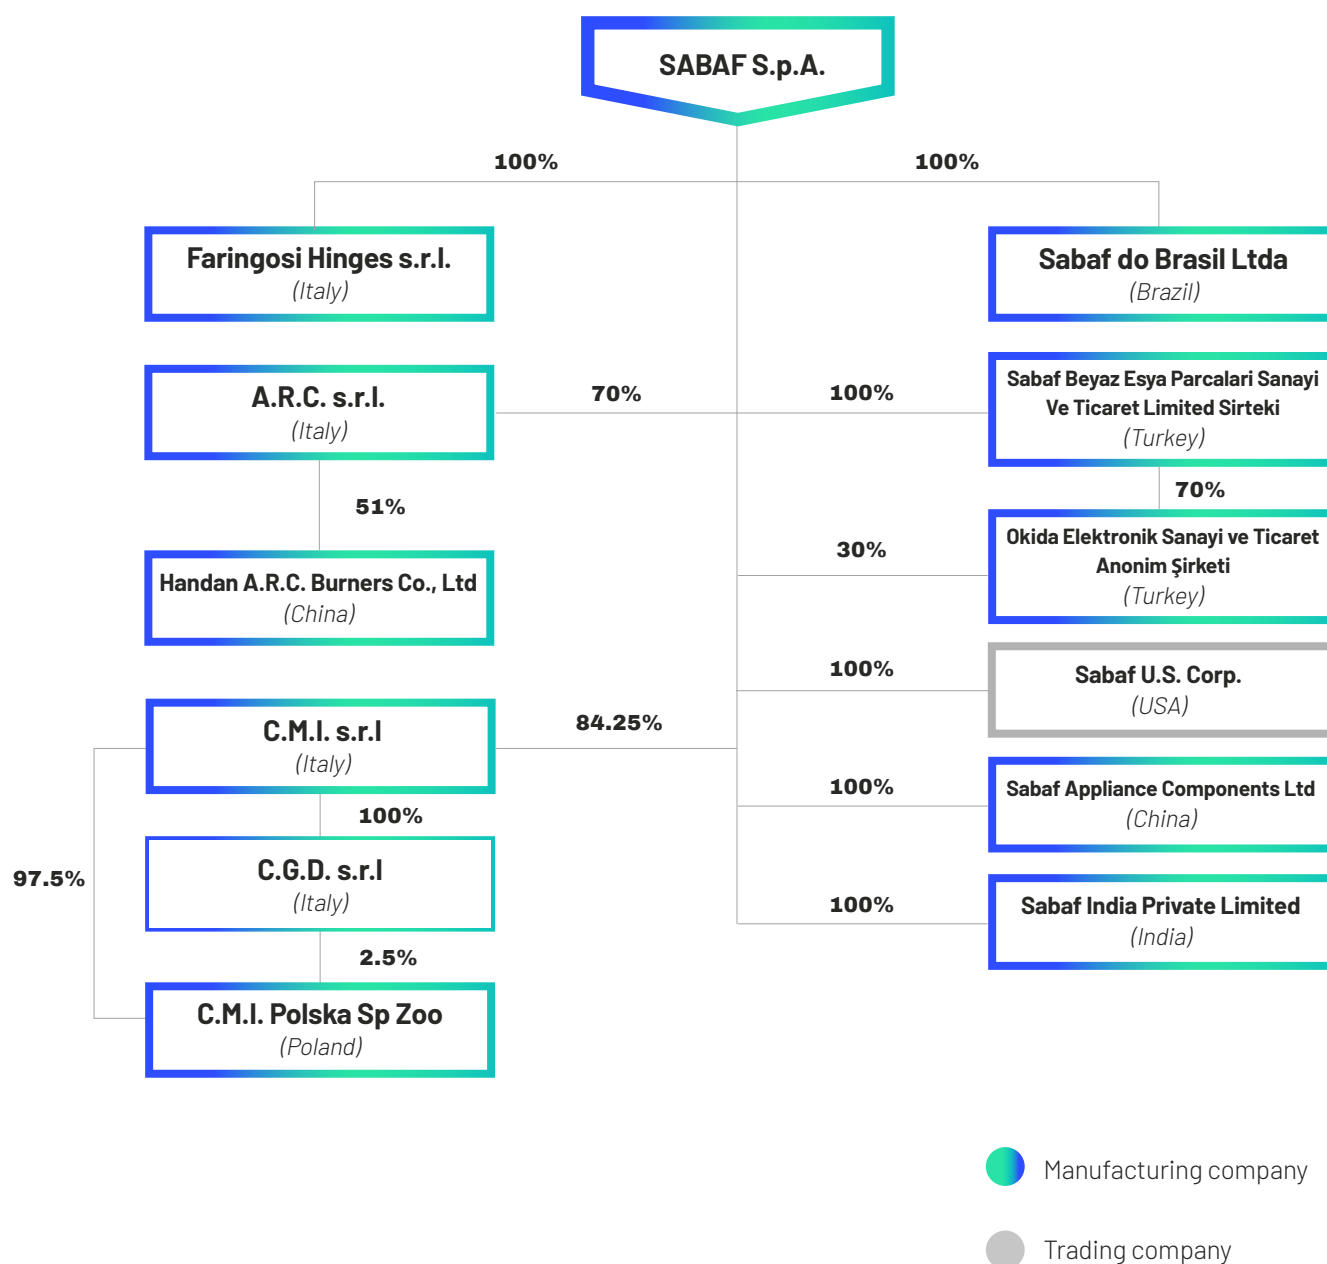 SABAF S.p.A.
100%
100%
Faringosi Hinges s.r.l.
(Italy)
Sabaf do Brasil Ltda
(Brazil)
A.R.C. s.r.l.
(Italy)
70%
100%
Sabaf Beyaz Esya Parcalari Sanayi
Ve Ticaret Limited Sirteki
(Turkey)
51%
70%
Handan A.R.C. Burners Co., Ltd
(China)
30%
Okida Elektronik Sanayi ve Ticaret
Anonim Şirketi
(Turkey)
100%
Sabaf U.S. Corp.
(USA)
C.M.I. s.r.l
(Italy)
84.25%
100%
Sabaf Appliance Components Ltd
(China)
100%
97.5%
C.G.D. s.r.l
(Italy)
100%
Sabaf India Private Limited
(India)
2.5%
C.M.I. Polska Sp Zoo
(Poland)
Manufacturing company
Trading company